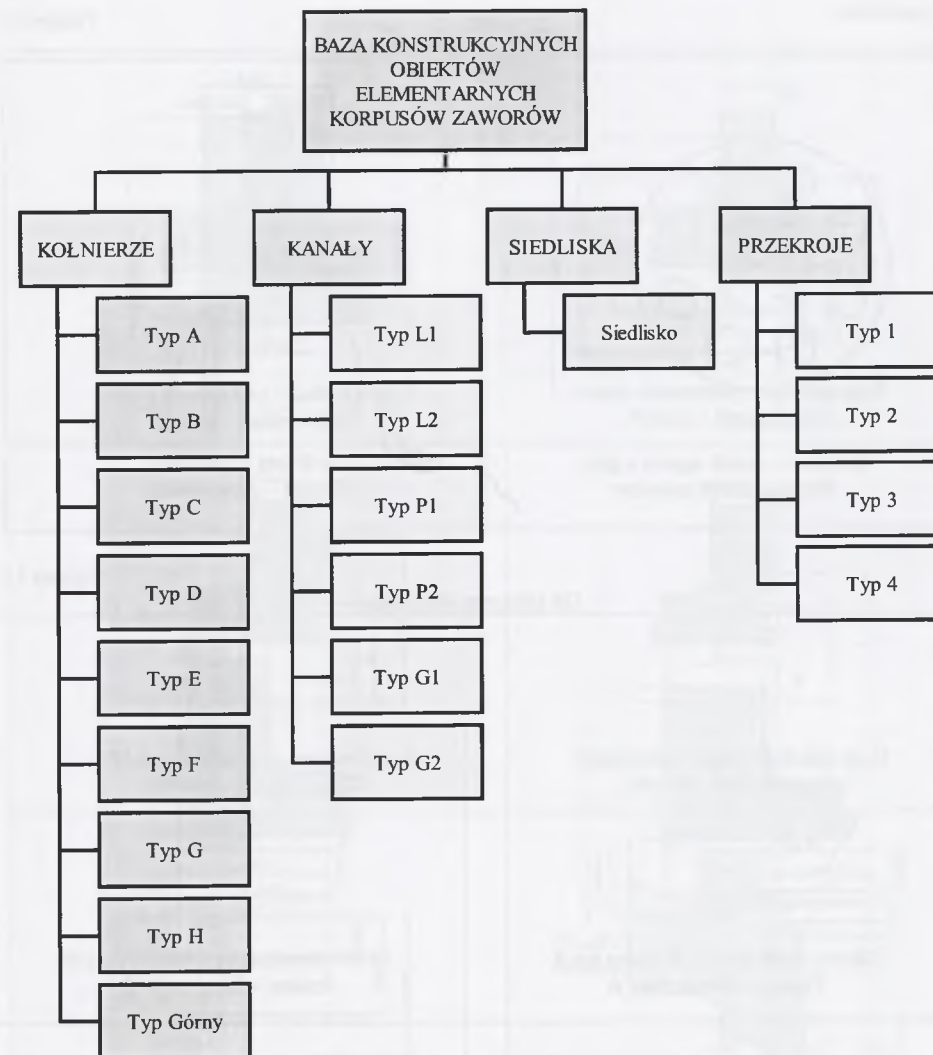 BAZA KONSTRUKCYJNYCH
OBIEKTÓW
ELEMENTARNYCH
KORPUSÓW ZAWORÓW
KOŁNIERZE
KANAŁY
SIEDLISKA
PRZEKROJE
Typ A
Typ B
Typ C
Typ D
Typ E
Typ F
Typ G
Typ H
Typ Górny
Typ L1
Typ L2
Typ P1
Typ P2
Typ G1
Typ G2
Siedlisko
Typ 1
Typ 2
Typ 3
Typ 4